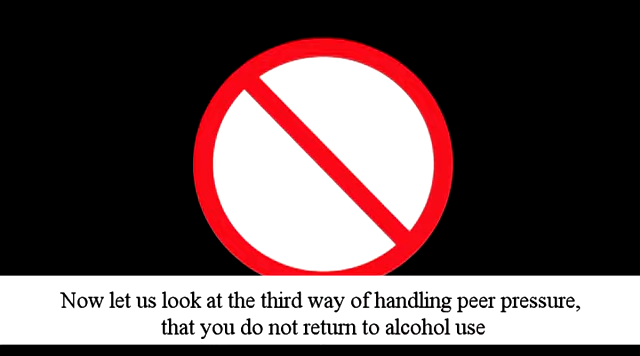 Now let us look at the third way of handling peer pressure,
that you do not return to alcohol use